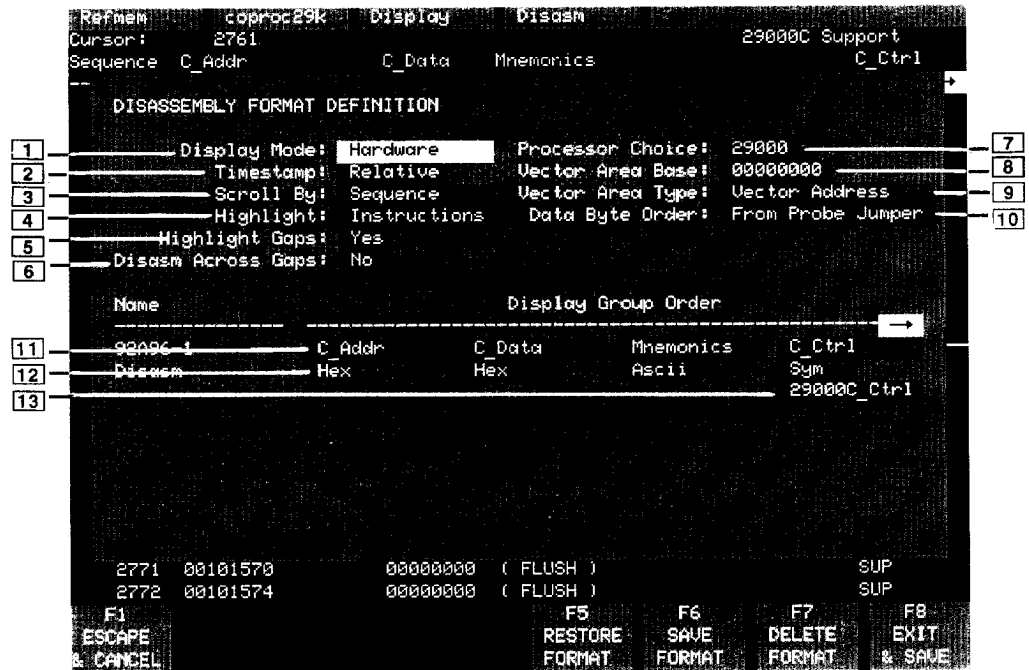 Refmem coproc29k Display Disasm
Cursor: 2761 29000C Support
Sequence C_Addr C_Data Mnemonics C_Ctrl
DISASSEMBLY FORMAT DEFINITION
1 Display Mode: Hardware Processor Choice: 29000 7
2 Timestamp: Relative Vector Area Base: 00000000 8
3 Scroll By: Sequence Vector Area Type: Vector Address 9
4 Highlight: Instructions Data Byte Order: From Probe Jumper 10
5 Highlight Gaps: Yes
6 Disasm Across Gaps: No
Name Display Group Order
11 92A96-1 C_Addr C_Data Mnemonics C_Ctrl
12 Disasm Hex Hex Ascii Sym
13 29000C_Ctrl
2771 00101570 00000000 ( FLUSH ) SUP
2772 00101574 00000000 ( FLUSH ) SUP
F1 F5 F6 F7 F8
ESCAPE RESTORE SAVE DELETE EXIT
& CANCEL FORMAT FORMAT FORMAT & SAVE